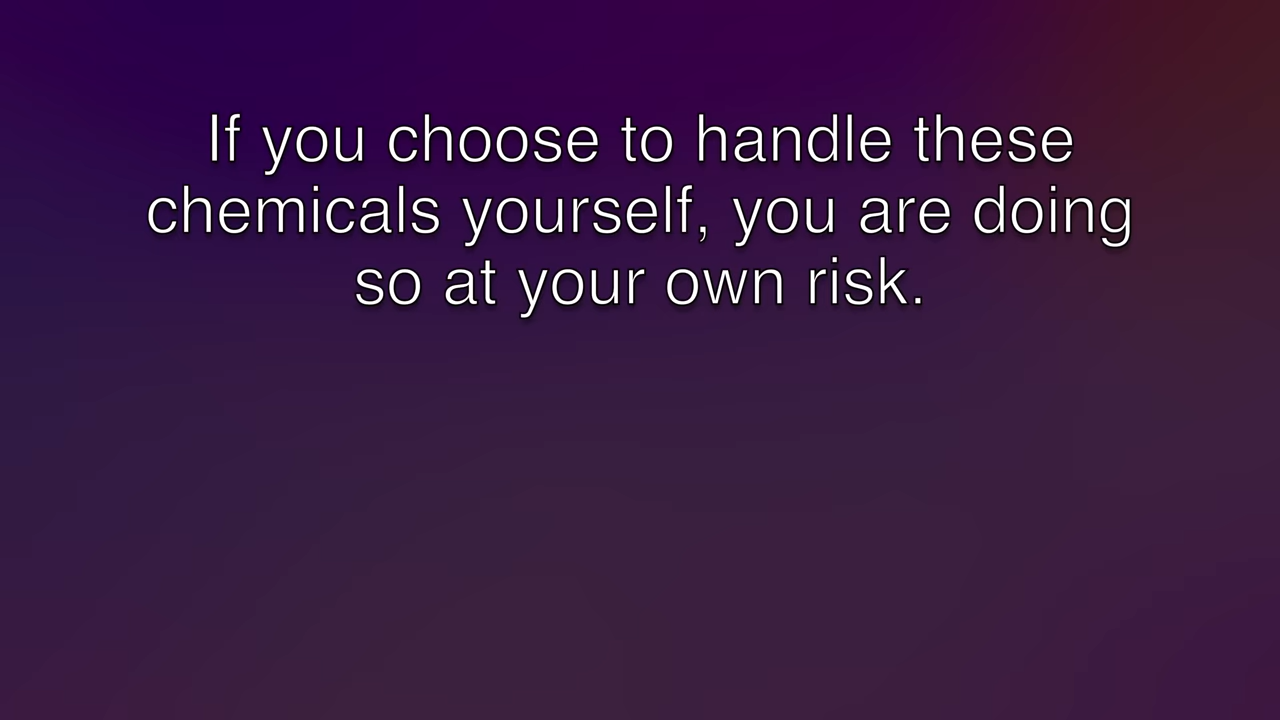 If you choose to handle these
chemicals yourself, you are doing
so at your own risk.